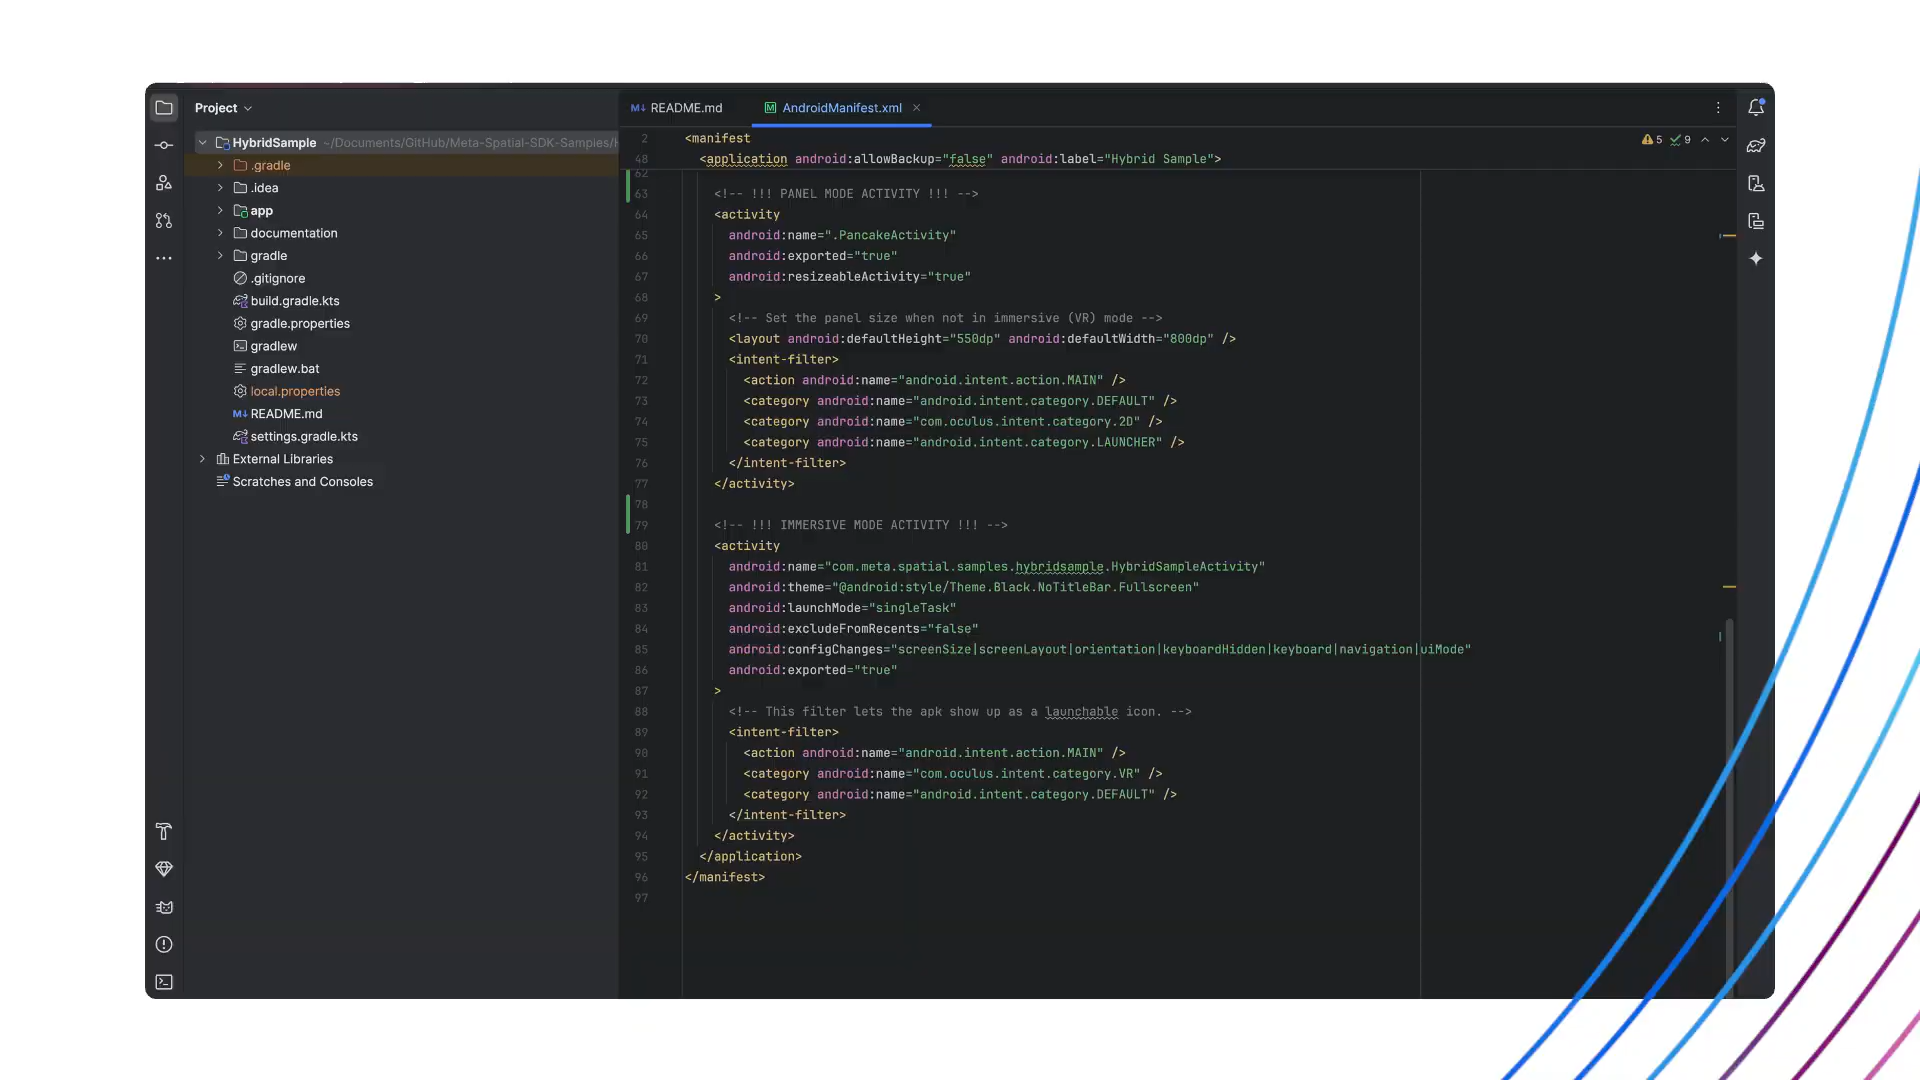 Project
HybridSample ~/Documents/GitHub/Meta-Spatial-SDK-Samples/
.gradle
.idea
app
documentation
gradle
.gitignore
build.gradle.kts
gradle.properties
gradlew
gradlew.bat
local.properties
README.md
settings.gradle.kts
External Libraries
Scratches and Consoles
README.md
AndroidManifest.xml
5 9
2 <manifest
48 <application android:allowBackup="false" android:label="Hybrid Sample">
62
63 <!-- !!! PANEL MODE ACTIVITY !!! -->
64 <activity
65 android:name=".PancakeActivity"
66 android:exported="true"
67 android:resizeableActivity="true"
68 >
69 <!-- Set the panel size when not in immersive (VR) mode -->
70 <layout android:defaultHeight="550dp" android:defaultWidth="800dp" />
71 <intent-filter>
72 <action android:name="android.intent.action.MAIN" />
73 <category android:name="android.intent.category.DEFAULT" />
74 <category android:name="com.oculus.intent.category.2D" />
75 <category android:name="android.intent.category.LAUNCHER" />
76 </intent-filter>
77 </activity>
78
79 <!-- !!! IMMERSIVE MODE ACTIVITY !!! -->
80 <activity
81 android:name="com.meta.spatial.samples.hybridsample.HybridSampleActivity"
82 android:theme="@android:style/Theme.Black.NoTitleBar.Fullscreen"
83 android:launchMode="singleTask"
84 android:excludeFromRecents="false"
85 android:configChanges="screenSize|screenLayout|orientation|keyboardHidden|keyboard|navigation|uiMode"
86 android:exported="true"
87 >
88 <!-- This filter lets the apk show up as a launchable icon. -->
89 <intent-filter>
90 <action android:name="android.intent.action.MAIN" />
91 <category android:name="com.oculus.intent.category.VR" />
92 <category android:name="android.intent.category.DEFAULT" />
93 </intent-filter>
94 </activity>
95 </application>
96 </manifest>
97